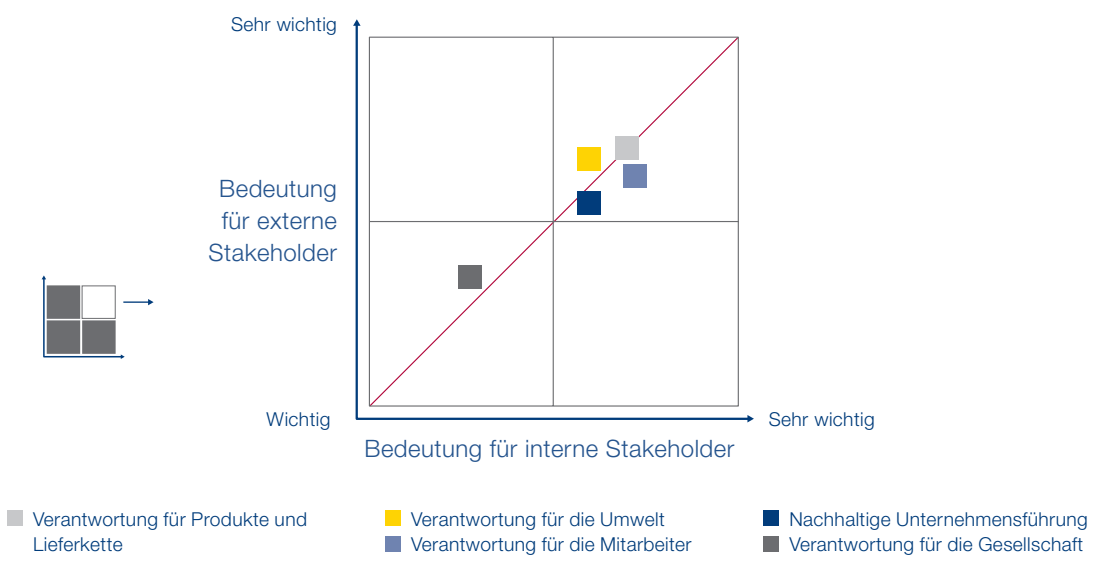 Sehr wichtig
Bedeutung
für externe
Stakeholder
Wichtig
Sehr wichtig
Bedeutung für interne Stakeholder
Verantwortung für Produkte und
Lieferkette
Verantwortung für die Umwelt
Verantwortung für die Mitarbeiter
Nachhaltige Unternehmensführung
Verantwortung für die Gesellschaft